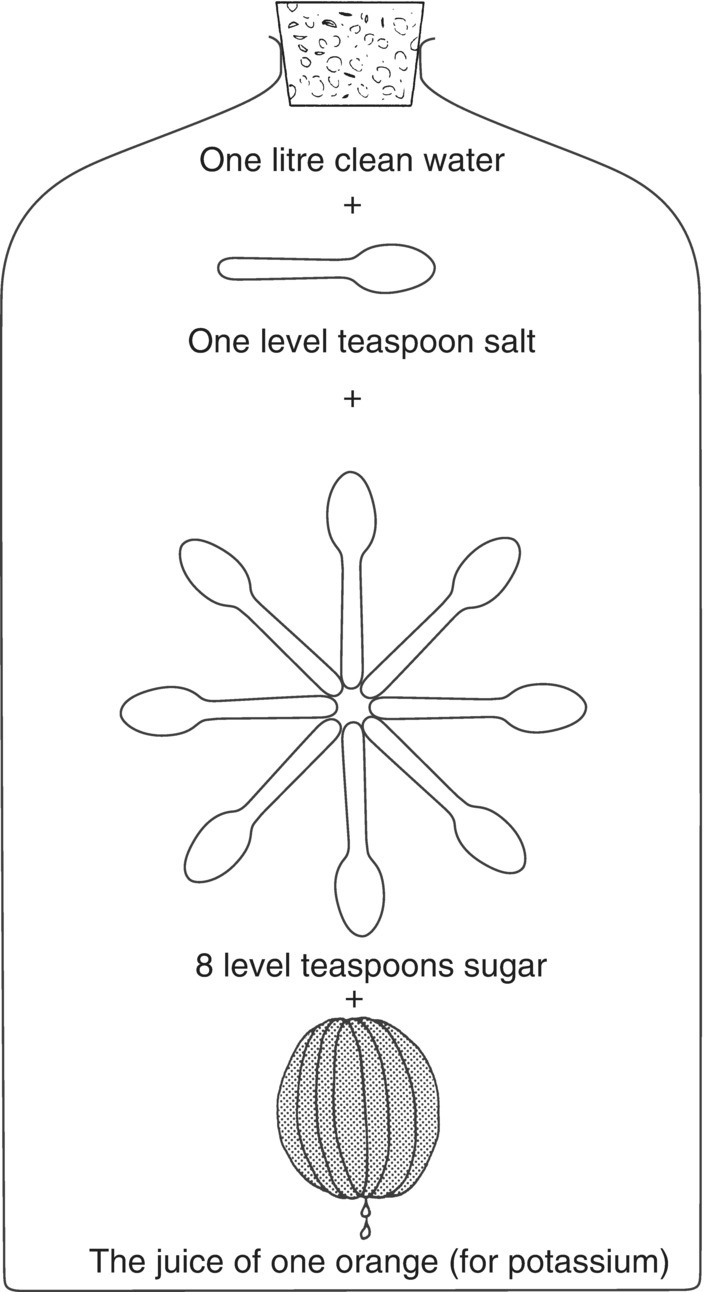 One litre clean water
+
One level teaspoon salt
+
8 level teaspoons sugar
+
The juice of one orange (for potassium)